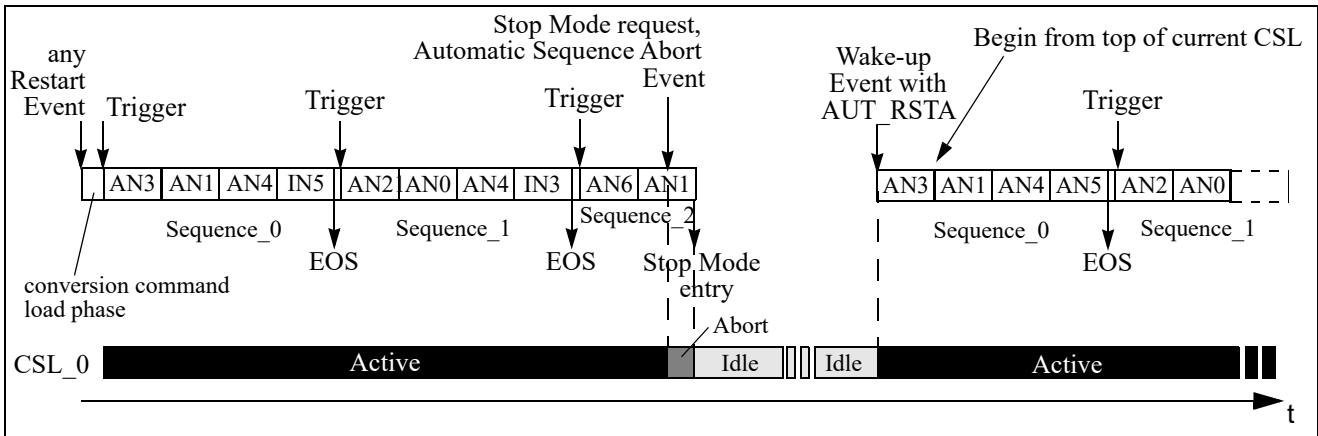 any
Restart
Event
Trigger
Trigger
Stop Mode request,
Automatic Sequence Abort
Event
Trigger
Wake-up
Event with
AUT_RSTA
Begin from top of current CSL
Trigger
AN3 AN1 AN4 IN5 AN21 AN0 AN4 IN3 AN6 AN1
AN3 AN1 AN4 AN5 AN2 AN0
Sequence_0
Sequence_1
Sequence_2
Sequence_0
Sequence_1
EOS
EOS
Stop Mode
entry
EOS
conversion command
load phase
Abort
CSL_0
Active
Idle
Idle
Active
t